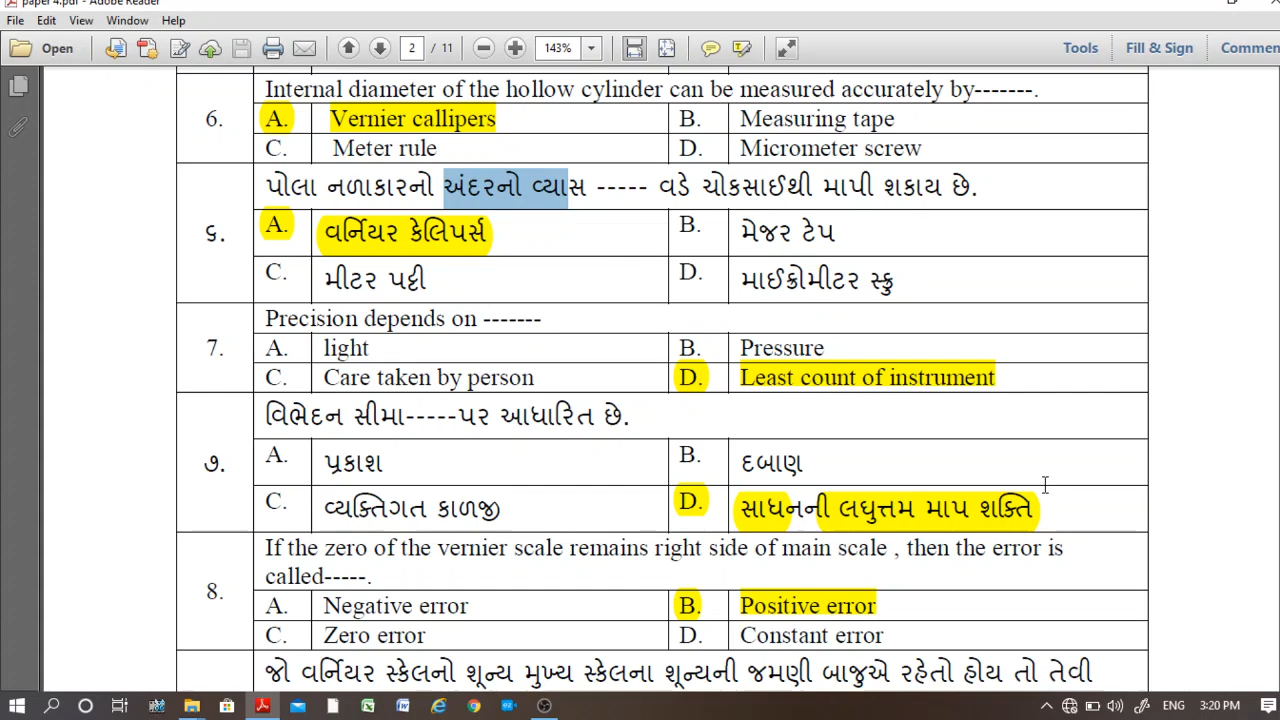 paper 4.pdf - Adobe Reader
File Edit View Window Help
Open 2 / 11 143% Tools Fill & Sign Commen
Internal diameter of the hollow cylinder can be measured accurately by-------.
6. A. Vernier callipers B. Measuring tape
C. Meter rule D. Micrometer screw
પોલા નળાકારનો અંદરનો વ્યાસ ----- વડે ચોકસાઈથી માપી શકાય છે.
૬. A. વર્નિયર કેલિપર્સ B. મેજર ટેપ
C. મીટર પટ્ટી D. માઈક્રોમીટર સ્ક્રુ
Precision depends on -------
7. A. light B. Pressure
C. Care taken by person D. Least count of instrument
વિભેદન સીમા-----પર આધારિત છે.
૭. A. પ્રકાશ B. દબાણ
C. વ્યક્તિગત કાળજી D. સાધનની લઘુત્તમ માપ શક્તિ
If the zero of the vernier scale remains right side of main scale , then the error is
called-----.
8. A. Negative error B. Positive error
C. Zero error D. Constant error
જો વર્નિયર સ્કેલનો શૂન્ય મુખ્ય સ્કેલના શૂન્યની જમણી બાજુએ રહેતો હોય તો તેવી
ENG 3:20 PM